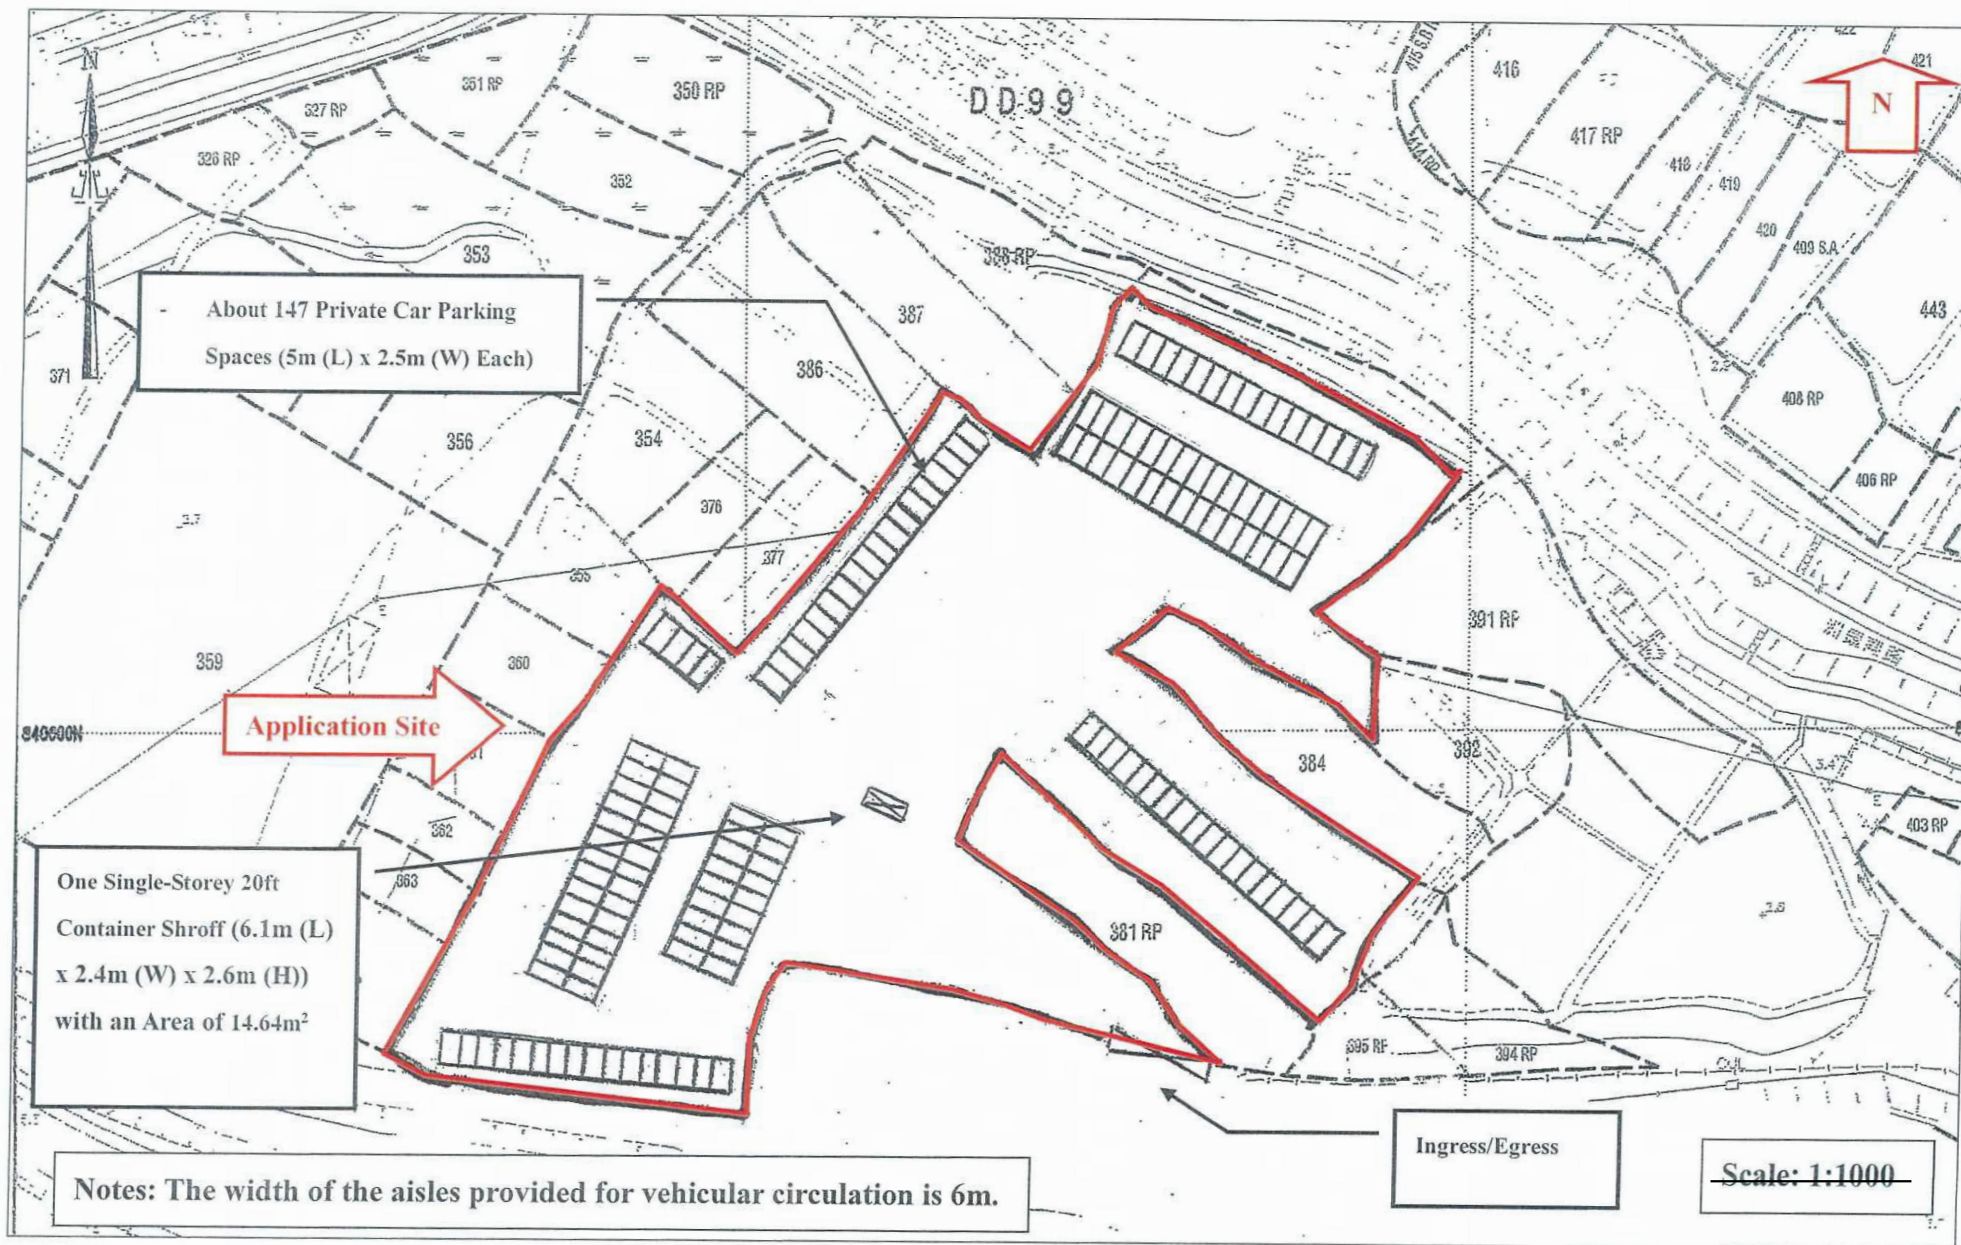 N
327 RP
351 RP
350 RP
DD99
416
421
N
326 RP
352
417 RP
418
419
420
409 S.A
353
386 RP
- About 147 Private Car Parking
Spaces (5m (L) x 2.5m (W) Each)
387
443
371
386
408 RP
356
354
406 RP
376
377
391 RP
359
360
Application Site
840600N
384
392
3.4
362
403 RP
One Single-Storey 20ft
Container Shroff (6.1m (L)
x 2.4m (W) x 2.6m (H))
with an Area of 14.64m²
363
381 RP
395 RP
394 RP
Ingress/Egress
Scale: 1:1000
Notes: The width of the aisles provided for vehicular circulation is 6m.